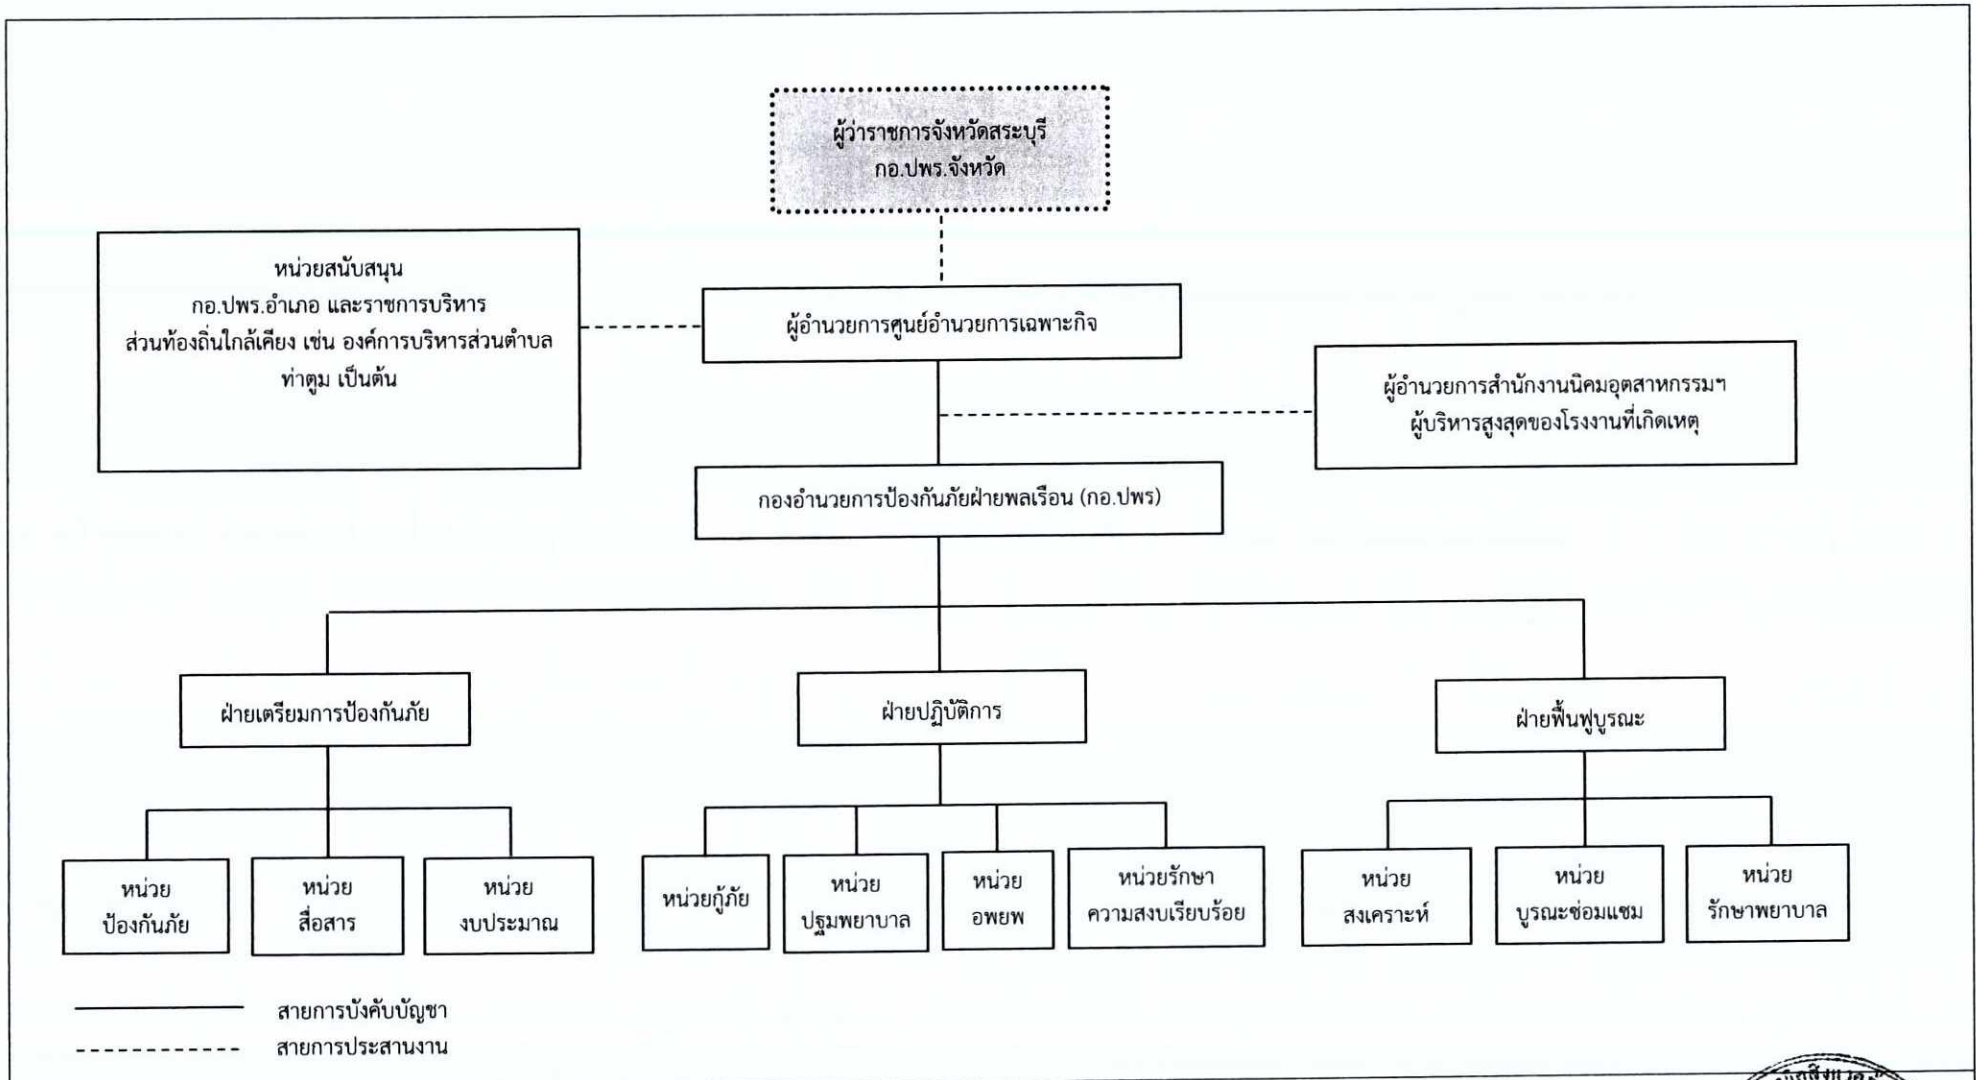 ผู้ว่าราชการจังหวัดสระบุรี
กอ.ปพร.จังหวัด
หน่วยสนับสนุน
กอ.ปพร.อำเภอ และราชการบริหาร
ส่วนท้องถิ่นใกล้เคียง เช่น องค์การบริหารส่วนตำบล
ท่าตูม เป็นต้น
ผู้อำนวยการศูนย์อำนวยการเฉพาะกิจ
ผู้อำนวยการสำนักงานนิคมอุตสาหกรรมฯ
ผู้บริหารสูงสุดของโรงงานที่เกิดเหตุ
กองอำนวยการป้องกันภัยฝ่ายพลเรือน (กอ.ปพร)
ฝ่ายเตรียมการป้องกันภัย
ฝ่ายปฏิบัติการ
ฝ่ายฟื้นฟูบูรณะ
หน่วย
ป้องกันภัย
หน่วย
สื่อสาร
หน่วย
งบประมาณ
หน่วยกู้ภัย
หน่วย
ปฐมพยาบาล
หน่วย
อพยพ
หน่วยรักษา
ความสงบเรียบร้อย
หน่วย
สงเคราะห์
หน่วย
บูรณะซ่อมแซม
หน่วย
รักษาพยาบาล
สายการบังคับบัญชา
สายการประสานงาน